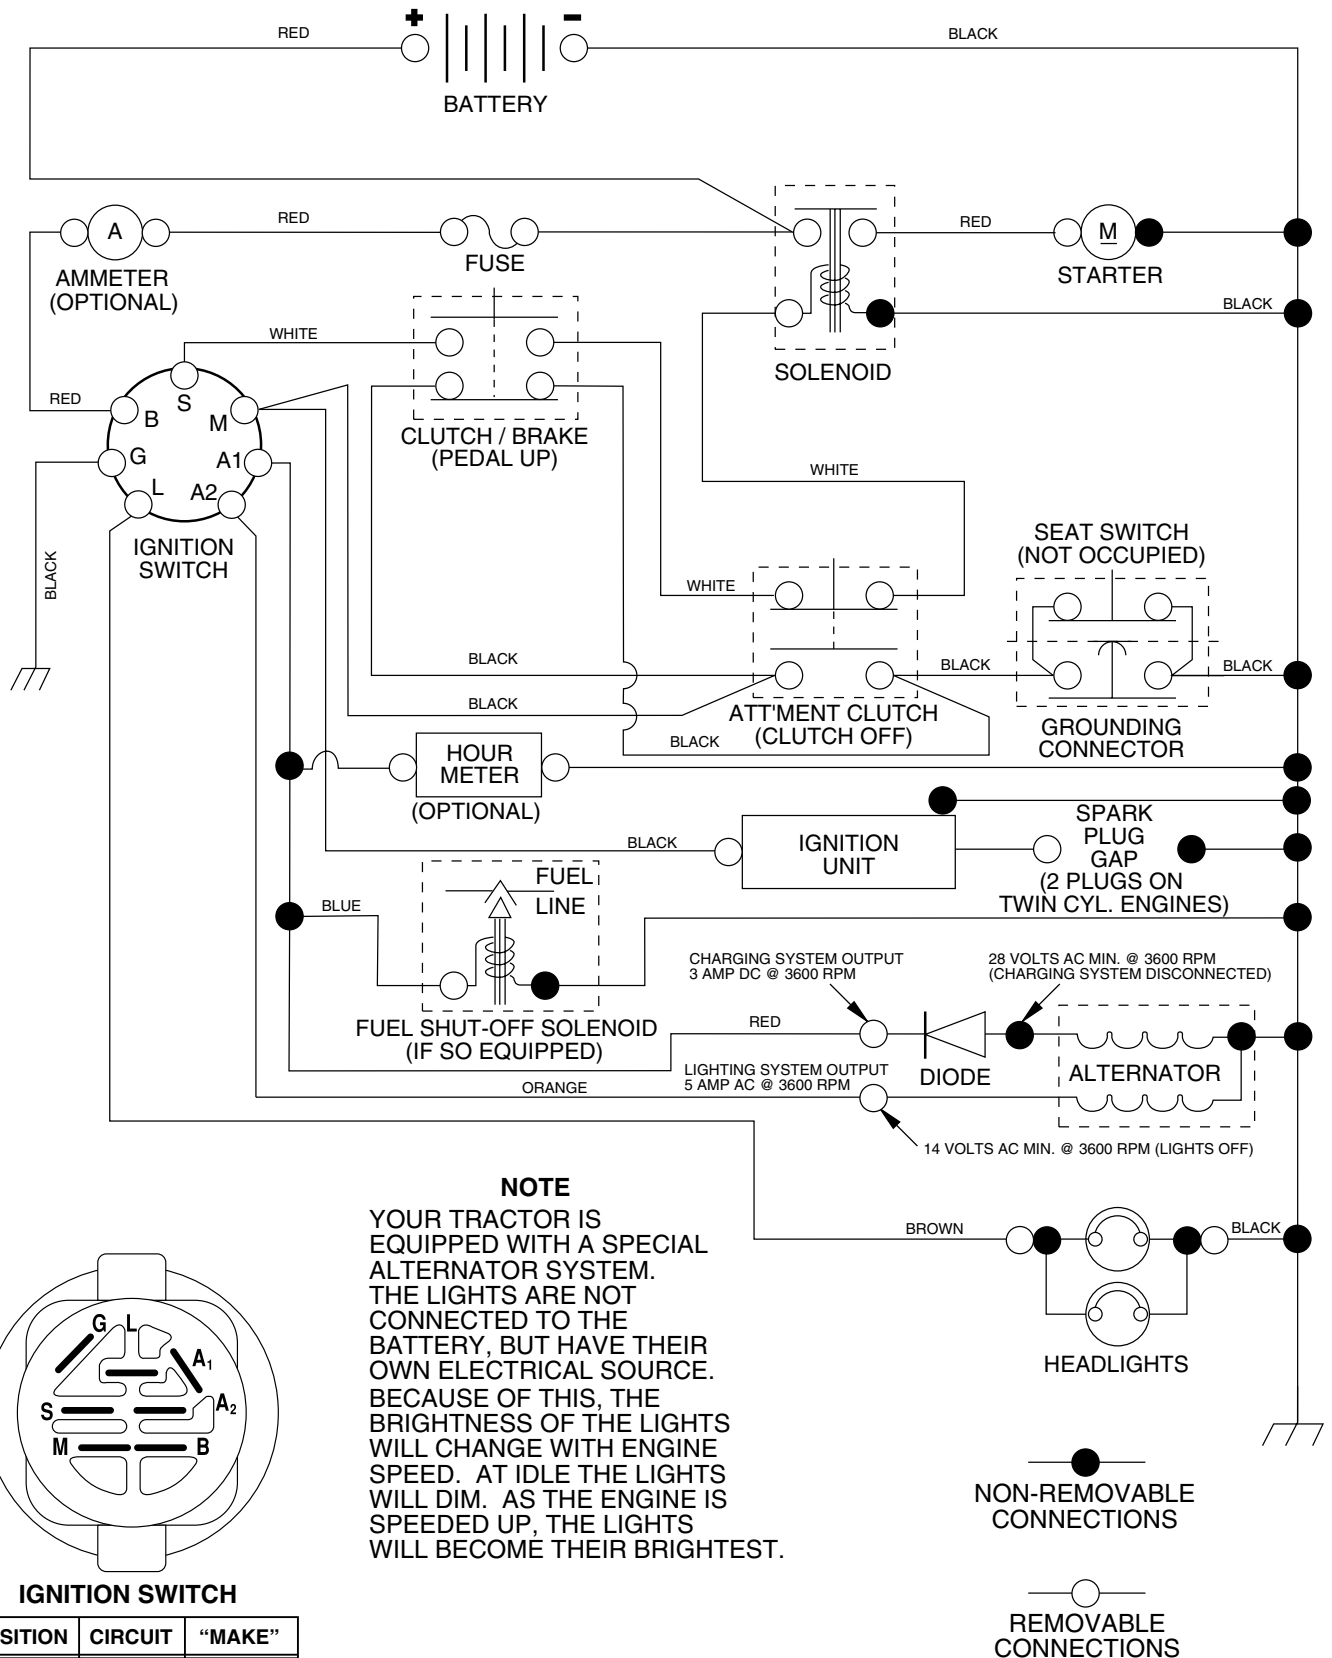 +
-
RED
BLACK
BATTERY
RED
RED
A
M
FUSE
AMMETER
(OPTIONAL)
STARTER
BLACK
WHITE
SOLENOID
RED
S
B
M
G
A1
L
A2
CLUTCH / BRAKE
(PEDAL UP)
WHITE
IGNITION
SWITCH
BLACK
SEAT SWITCH
(NOT OCCUPIED)
WHITE
BLACK
BLACK
BLACK
BLACK
ATT'MENT CLUTCH
(CLUTCH OFF)
GROUNDING
CONNECTOR
BLACK
HOUR
METER
(OPTIONAL)
SPARK
PLUG
GAP
(2 PLUGS ON
TWIN CYL. ENGINES)
BLACK
IGNITION
UNIT
FUEL
LINE
BLUE
CHARGING SYSTEM OUTPUT
3 AMP DC @ 3600 RPM
28 VOLTS AC MIN. @ 3600 RPM
(CHARGING SYSTEM DISCONNECTED)
FUEL SHUT-OFF SOLENOID
(IF SO EQUIPPED)
RED
DIODE
ALTERNATOR
LIGHTING SYSTEM OUTPUT
5 AMP AC @ 3600 RPM
ORANGE
14 VOLTS AC MIN. @ 3600 RPM (LIGHTS OFF)
NOTE
YOUR TRACTOR IS
EQUIPPED WITH A SPECIAL
ALTERNATOR SYSTEM.
THE LIGHTS ARE NOT
CONNECTED TO THE
BATTERY, BUT HAVE THEIR
OWN ELECTRICAL SOURCE.
BECAUSE OF THIS, THE
BRIGHTNESS OF THE LIGHTS
WILL CHANGE WITH ENGINE
SPEED. AT IDLE THE LIGHTS
WILL DIM. AS THE ENGINE IS
SPEEDED UP, THE LIGHTS
WILL BECOME THEIR BRIGHTEST.
BROWN
BLACK
HEADLIGHTS
G
L
A1
S
A2
M
B
IGNITION SWITCH
SITION CIRCUIT "MAKE"
NON-REMOVABLE
CONNECTIONS
REMOVABLE
CONNECTIONS